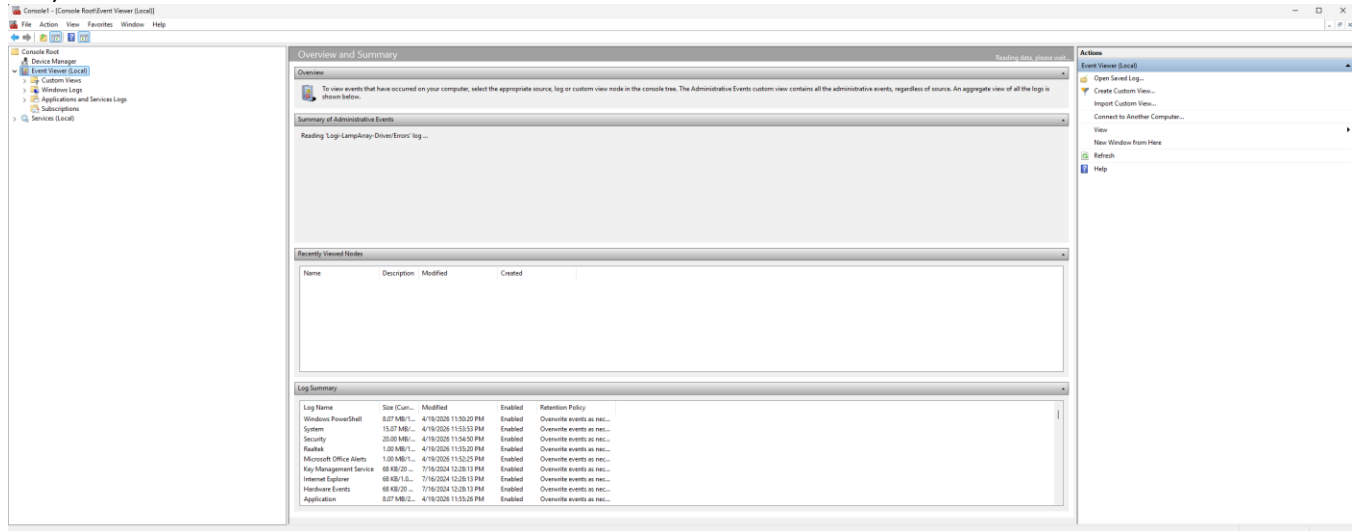 Console1 - [Console Root\Event Viewer (Local)]
File Action View Favorites Window Help
Console Root
Device Manager
Event Viewer (Local)
Custom Views
Windows Logs
Applications and Services Logs
Subscriptions
Services (Local)
Overview and Summary
Reading data, please wait...
Overview
To view events that have occurred on your computer, select the appropriate source, log or custom view node in the console tree. The Administrative Events custom view contains all the administrative events, regardless of source. An aggregate view of all the logs is
shown below.
Summary of Administrative Events
Reading 'Logi-LampArray-Driver/Errors' log ...
Recently Viewed Nodes
Name Description Modified Created
Log Summary
Log Name Size (Curr... Modified Enabled Retention Policy
Windows PowerShell 8.07 MB/1... 4/19/2026 11:50:20 PM Enabled Overwrite events as nec...
System 15.07 MB/... 4/19/2026 11:53:53 PM Enabled Overwrite events as nec...
Security 20.00 MB/... 4/19/2026 11:54:50 PM Enabled Overwrite events as nec...
Realtek 1.00 MB/1... 4/19/2026 11:55:20 PM Enabled Overwrite events as nec...
Microsoft Office Alerts 1.00 MB/1... 4/19/2026 11:52:25 PM Enabled Overwrite events as nec...
Key Management Service 68 KB/20 ... 7/16/2024 12:28:13 PM Enabled Overwrite events as nec...
Internet Explorer 68 KB/1.0... 7/16/2024 12:28:13 PM Enabled Overwrite events as nec...
Hardware Events 68 KB/20 ... 7/16/2024 12:28:13 PM Enabled Overwrite events as nec...
Application 8.07 MB/2... 4/19/2026 11:55:26 PM Enabled Overwrite events as nec...
Actions
Event Viewer (Local)
Open Saved Log...
Create Custom View...
Import Custom View...
Connect to Another Computer...
View
New Window from Here
Refresh
Help